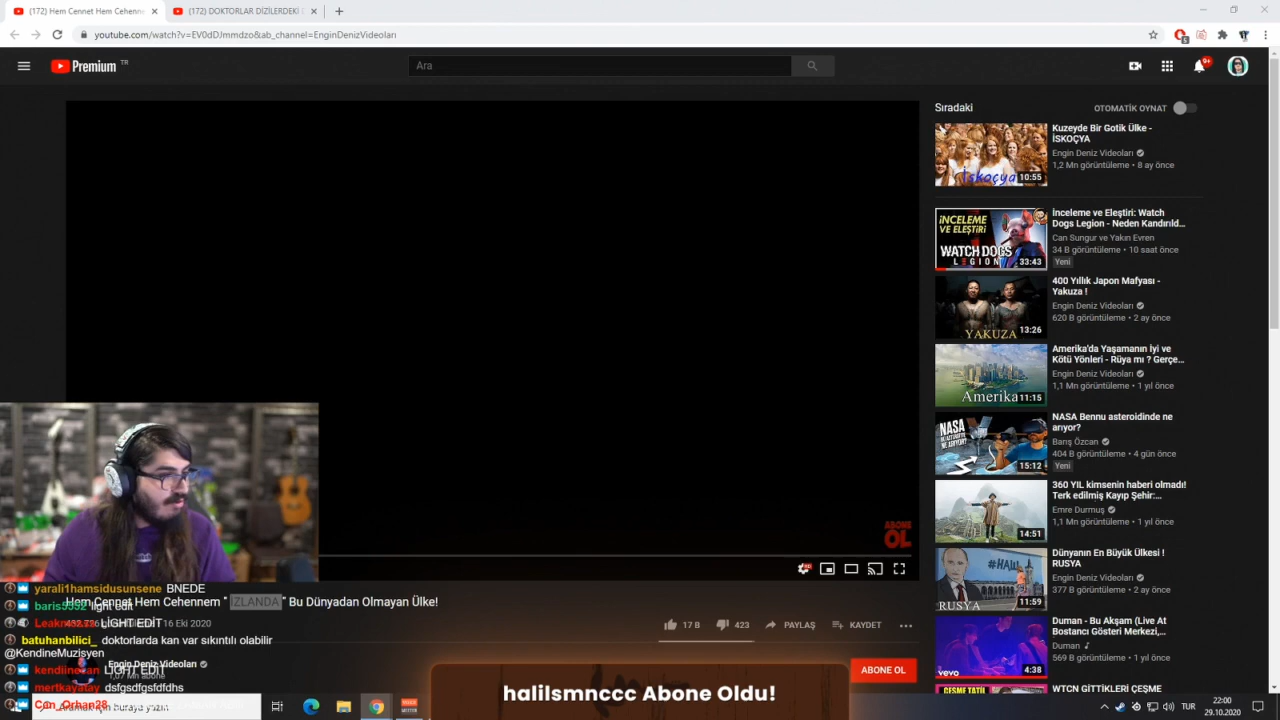 (172) Hem Cennet Hem Cehenne
(172) DOKTORLAR DİZİLERDEKİ
youtube.com/watch?v=EV0dDJmmdzo&ab_channel=EnginDenizVideoları
5
Premium TR
Ara
9+
Sıradaki
OTOMATİK OYNAT
Kuzeyde Bir Gotik Ülke -
İSKOÇYA
Engin Deniz Videoları
1,2 Mn görüntüleme • 8 ay önce
İskoçya
10:55
İnceleme ve Eleştiri: Watch
Dogs Legion - Neden Kandırıld...
Can Sungur ve Yakın Evren
34 B görüntüleme • 10 saat önce
Yeni
İNCELEME
VE ELEŞTİRİ
WATCH DOGS
LEGION
33:43
400 Yıllık Japon Mafyası -
Yakuza !
Engin Deniz Videoları
620 B görüntüleme • 2 ay önce
YAKUZA
13:26
Amerika'da Yaşamanın İyi ve
Kötü Yönleri - Rüya mı ? Gerçe...
Engin Deniz Videoları
1,1 Mn görüntüleme • 1 yıl önce
Amerika
11:15
NASA Bennu asteroidinde ne
arıyor?
Barış Özcan
404 B görüntüleme • 4 gün önce
Yeni
NASA
15:12
360 YIL kimsenin haberi olmadı!
Terk edilmiş Kayıp Şehir:...
Emre Durmuş
1,1 Mn görüntüleme • 1 yıl önce
14:51
Dünyanın En Büyük Ülkesi !
RUSYA
Engin Deniz Videoları
377 B görüntüleme • 2 ay önce
RUSYA
11:59
Duman - Bu Akşam (Live At
Bostancı Gösteri Merkezi,...
Duman
569 B görüntüleme • 1 yıl önce
vevo
4:38
WTCN GİTTİKLERİ ÇEŞME
ÇEŞME TATİL
ABONE
OL
yarali1hamsidusunsene BNEDE
Hem Cennet Hem Cehennem " İZLANDA " Bu Dünyadan Olmayan Ülke!
light edit
LİGHT EDİT
16 Eki 2020
17 B
423
PAYLAŞ
KAYDET
batuhanbilici_ doktorlarda kan var sıkıntılı olabilir
@KendineMuzisyen
Engin Deniz Videoları
LIGHT EDIT
mertkayatay dsfgsdfgsfdfdhs
Can_Orhan28
ABONE OL
halilsmnccc Abone Oldu!
TUR
22:00
29.10.2020